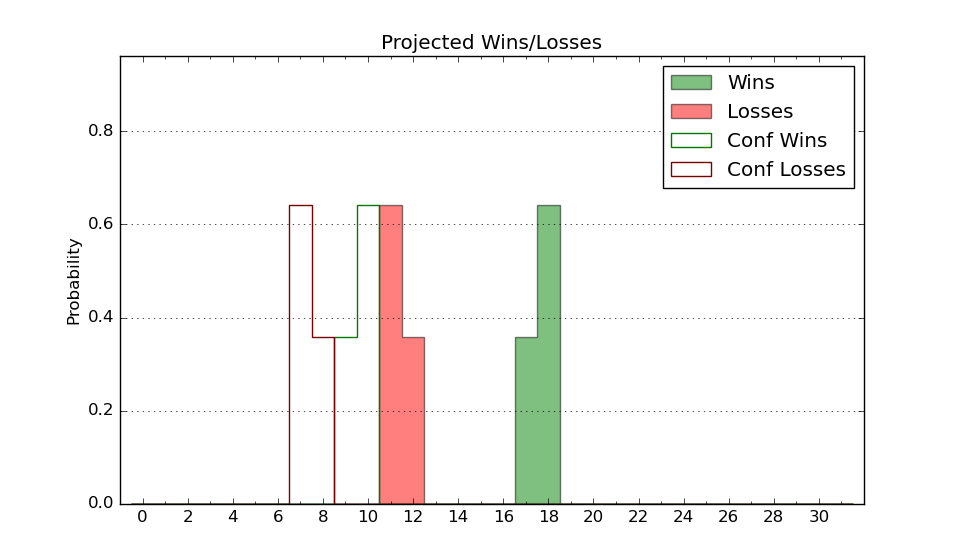 Projected Wins/Losses
Wins
Losses
Conf Wins
Conf Losses
Probability
0.8
0.6
0.4
0.2
0.0
0 2 4 6 8 10 12 14 16 18 20 22 24 26 28 30